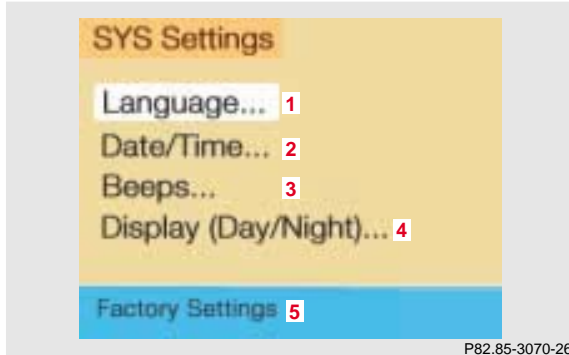 SYS Settings
Language... 1
Date/Time... 2
Beeps... 3
Display (Day/Night)... 4
Factory Settings 5
P82.85-3070-26